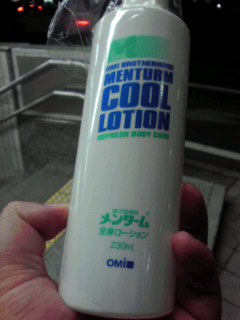 OMI BROTHERHOOD
MENTURM
COOL
LOTION
REFRESH BODY CARE
メンターム
全身ローション
230mL
OMI